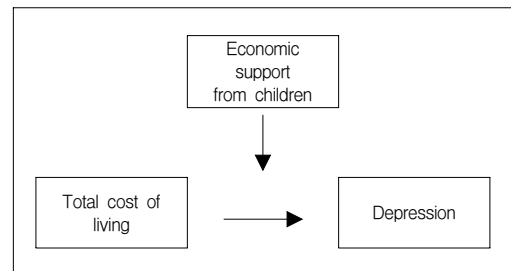 Economic
support
from children
Total cost of
living
Depression